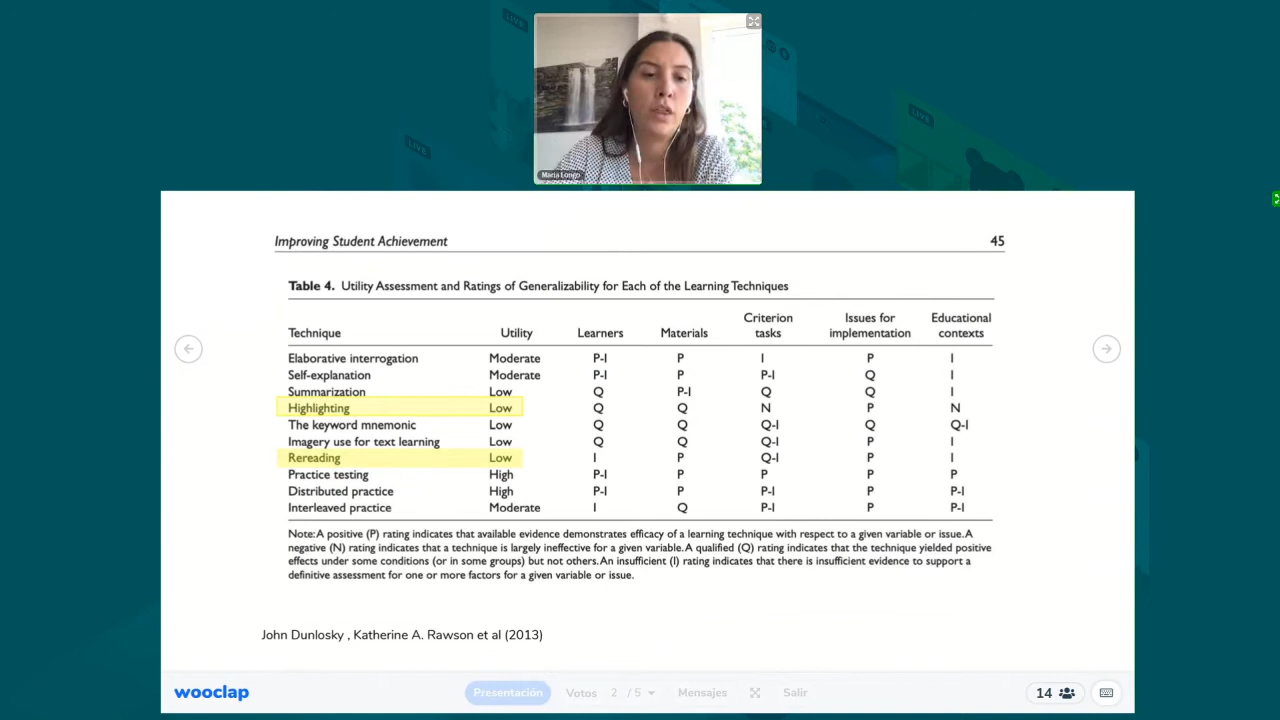 LIVE
LIVE
LIVE
GO
Maria Longo
Improving Student Achievement 45
Table 4. Utility Assessment and Ratings of Generalizability for Each of the Learning Techniques
Technique Utility Learners Materials Criterion tasks Issues for implementation Educational contexts
Elaborative interrogation Moderate P-I P I P I
Self-explanation Moderate P-I P P-I Q I
Summarization Low Q P-I Q Q I
Highlighting Low Q Q N P N
The keyword mnemonic Low Q Q Q-I Q Q-I
Imagery use for text learning Low Q Q Q-I P I
Rereading Low I P Q-I P I
Practice testing High P-I P P P P
Distributed practice High P-I P P-I P P-I
Interleaved practice Moderate I Q P-I P P-I
Note: A positive (P) rating indicates that available evidence demonstrates efficacy of a learning technique with respect to a given variable or issue. A
negative (N) rating indicates that a technique is largely ineffective for a given variable. A qualified (Q) rating indicates that the technique yielded positive
effects under some conditions (or in some groups) but not others. An insufficient (I) rating indicates that there is insufficient evidence to support a
definitive assessment for one or more factors for a given variable or issue.
John Dunlosky , Katherine A. Rawson et al (2013)
wooclap Presentación Votos 2 / 5 Mensajes Salir 14